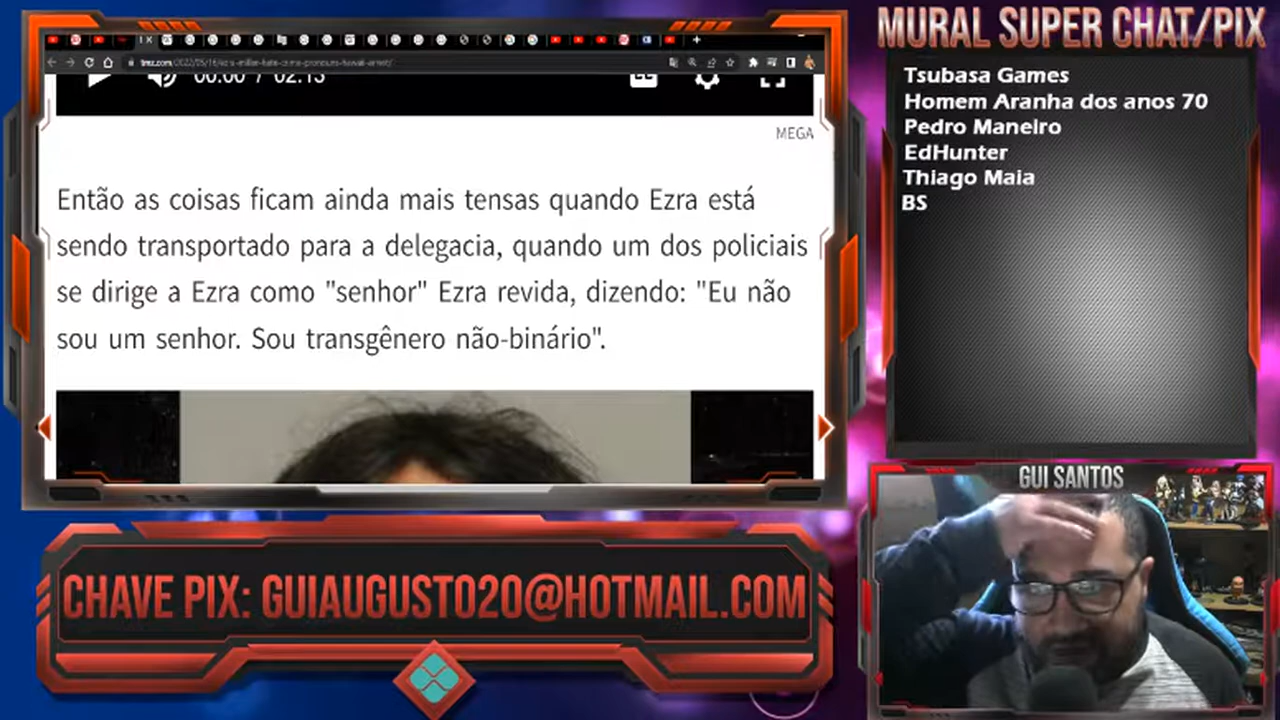 MURAL SUPER CHAT/PIX
Tsubasa Games
Homem Aranha dos anos 70
Pedro Maneiro
EdHunter
Thiago Maia
BS
00:00 / 02:13
MEGA
Então as coisas ficam ainda mais tensas quando Ezra está
sendo transportado para a delegacia, quando um dos policiais
se dirige a Ezra como "senhor" Ezra revida, dizendo: "Eu não
sou um senhor. Sou transgênero não-binário".
GUI SANTOS
CHAVE PIX: GUIAUGUSTO20@HOTMAIL.COM